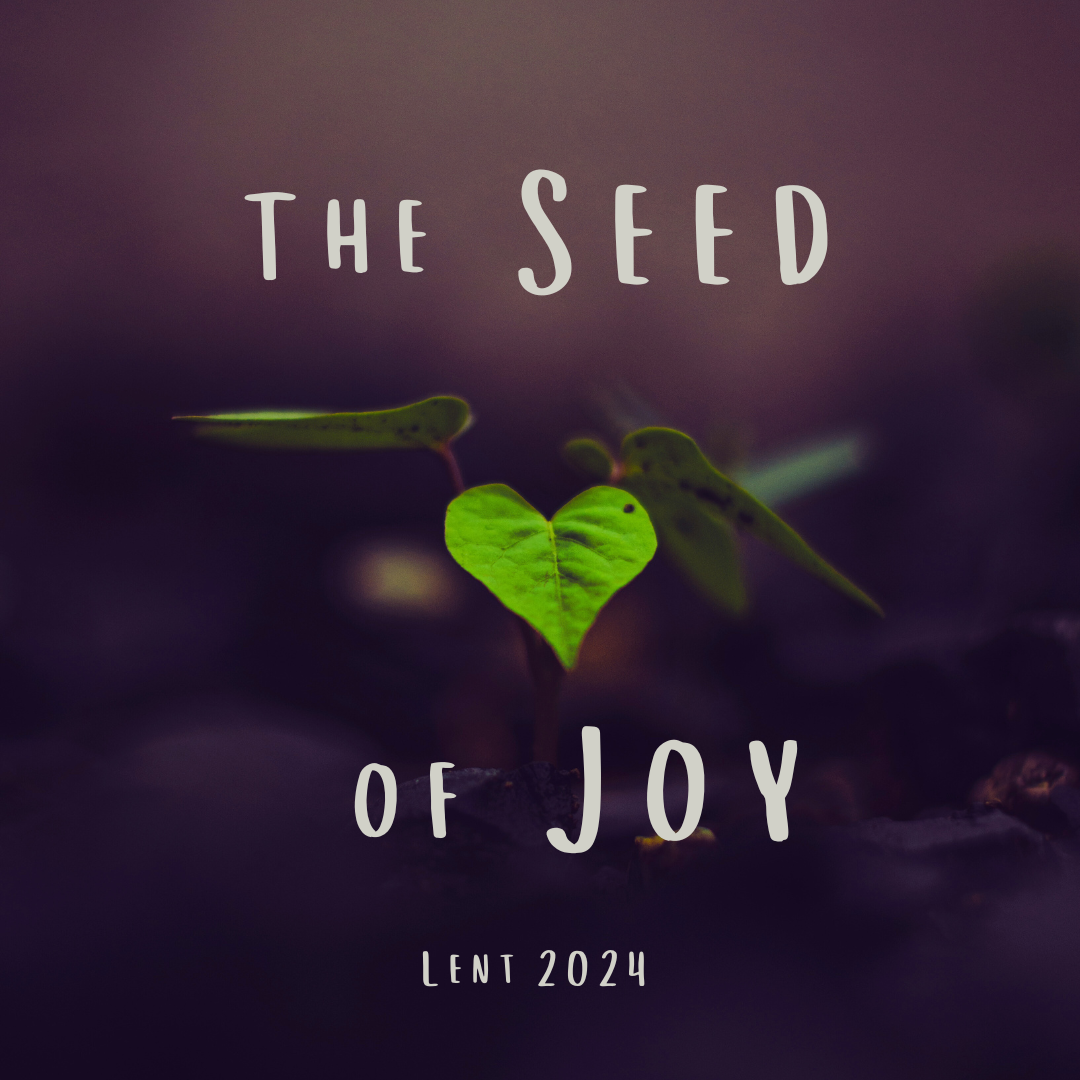 THE SEED
OF JOY
LENT 2024